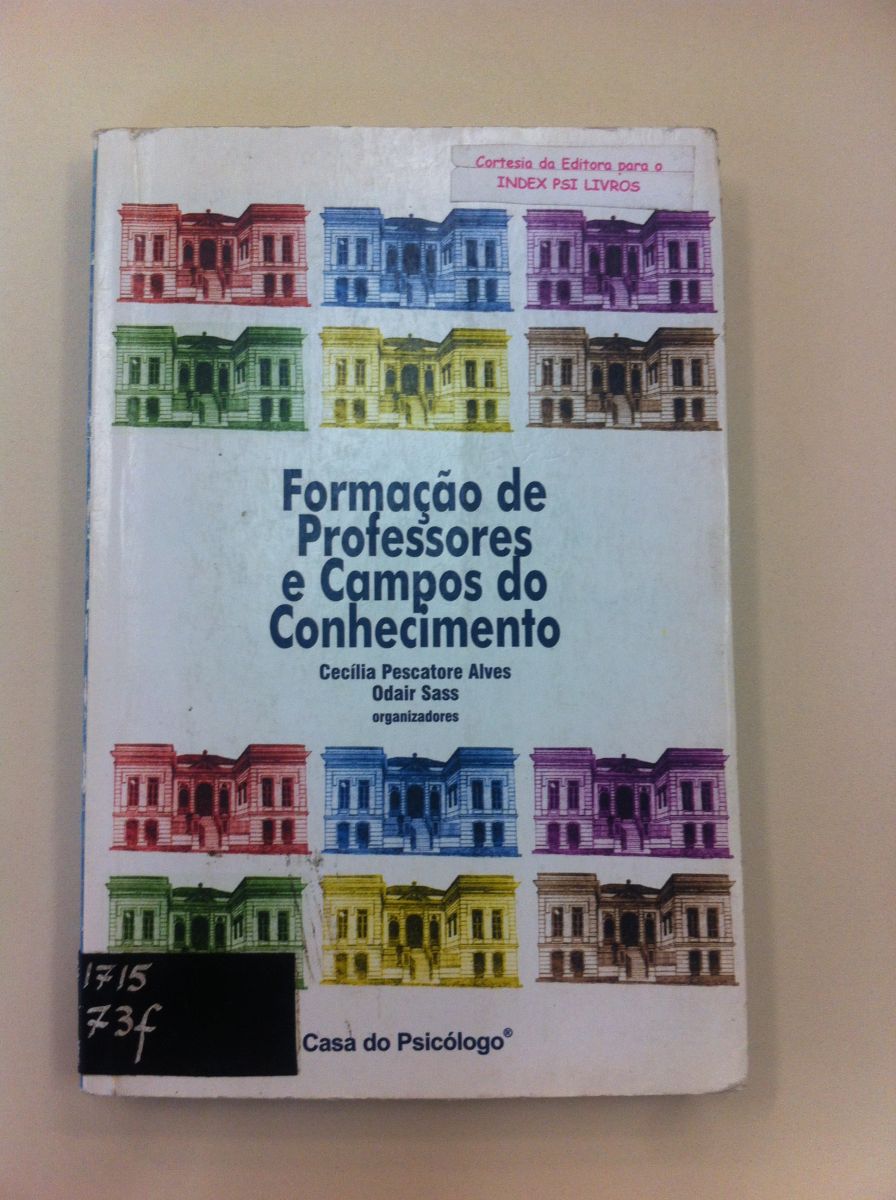 Cortesia da Editora para o
INDEX PSI LIVROS
Formação de
Professores
e Campos do
Conhecimento
Cecília Pescatore Alves
Odair Sass
organizadores
1715
73f
Casa do Psicólogo®